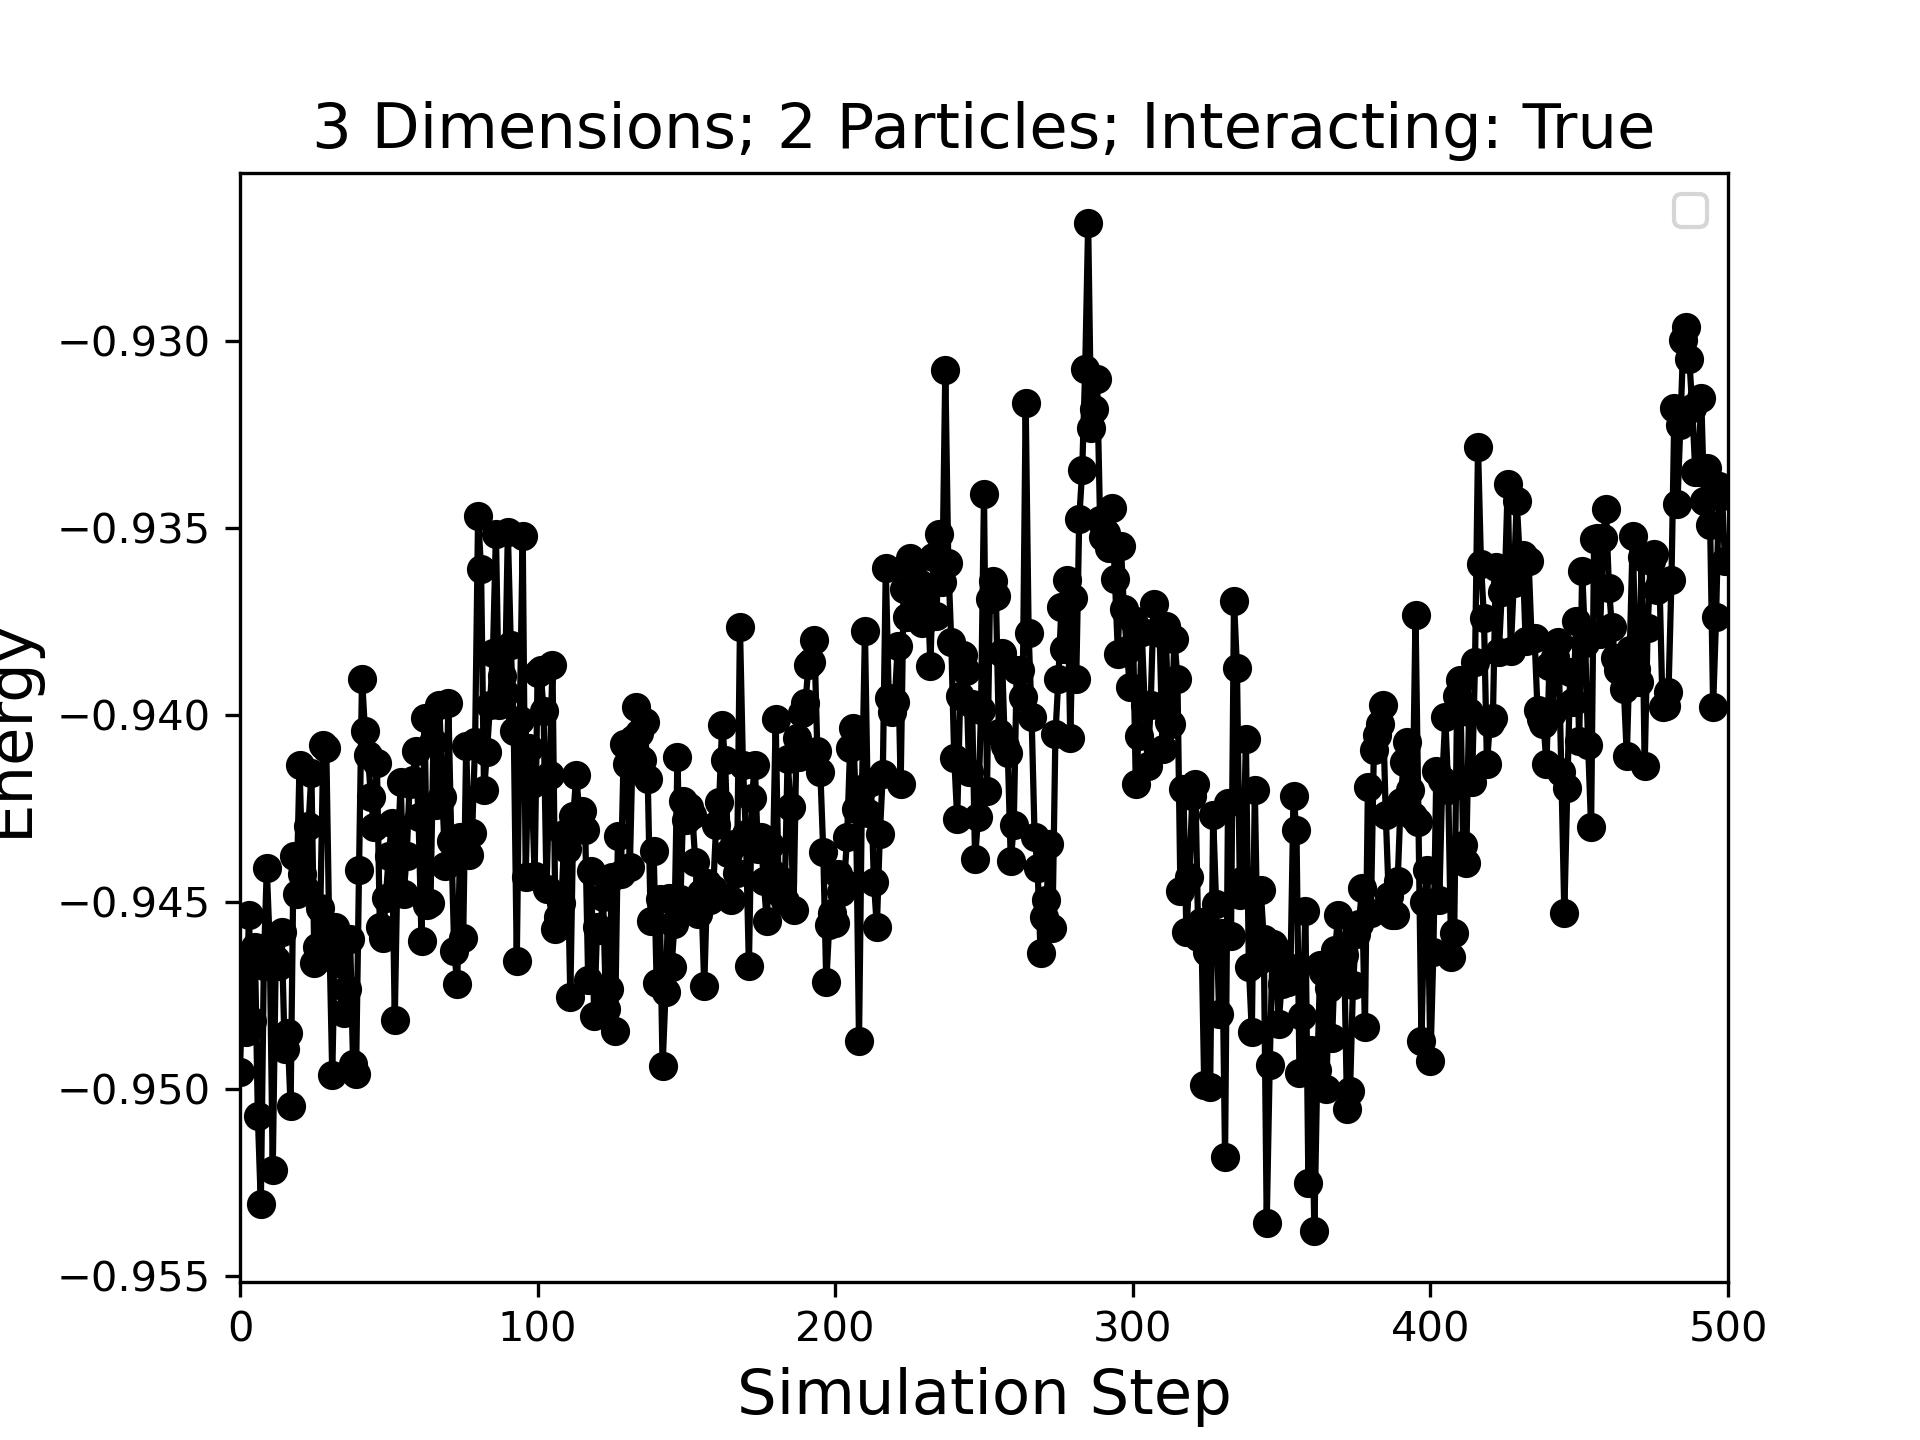 3 Dimensions; 2 Particles; Interacting: True
Energy
−0.930
−0.935
−0.940
−0.945
−0.950
−0.955
0 100 200 300 400 500
Simulation Step